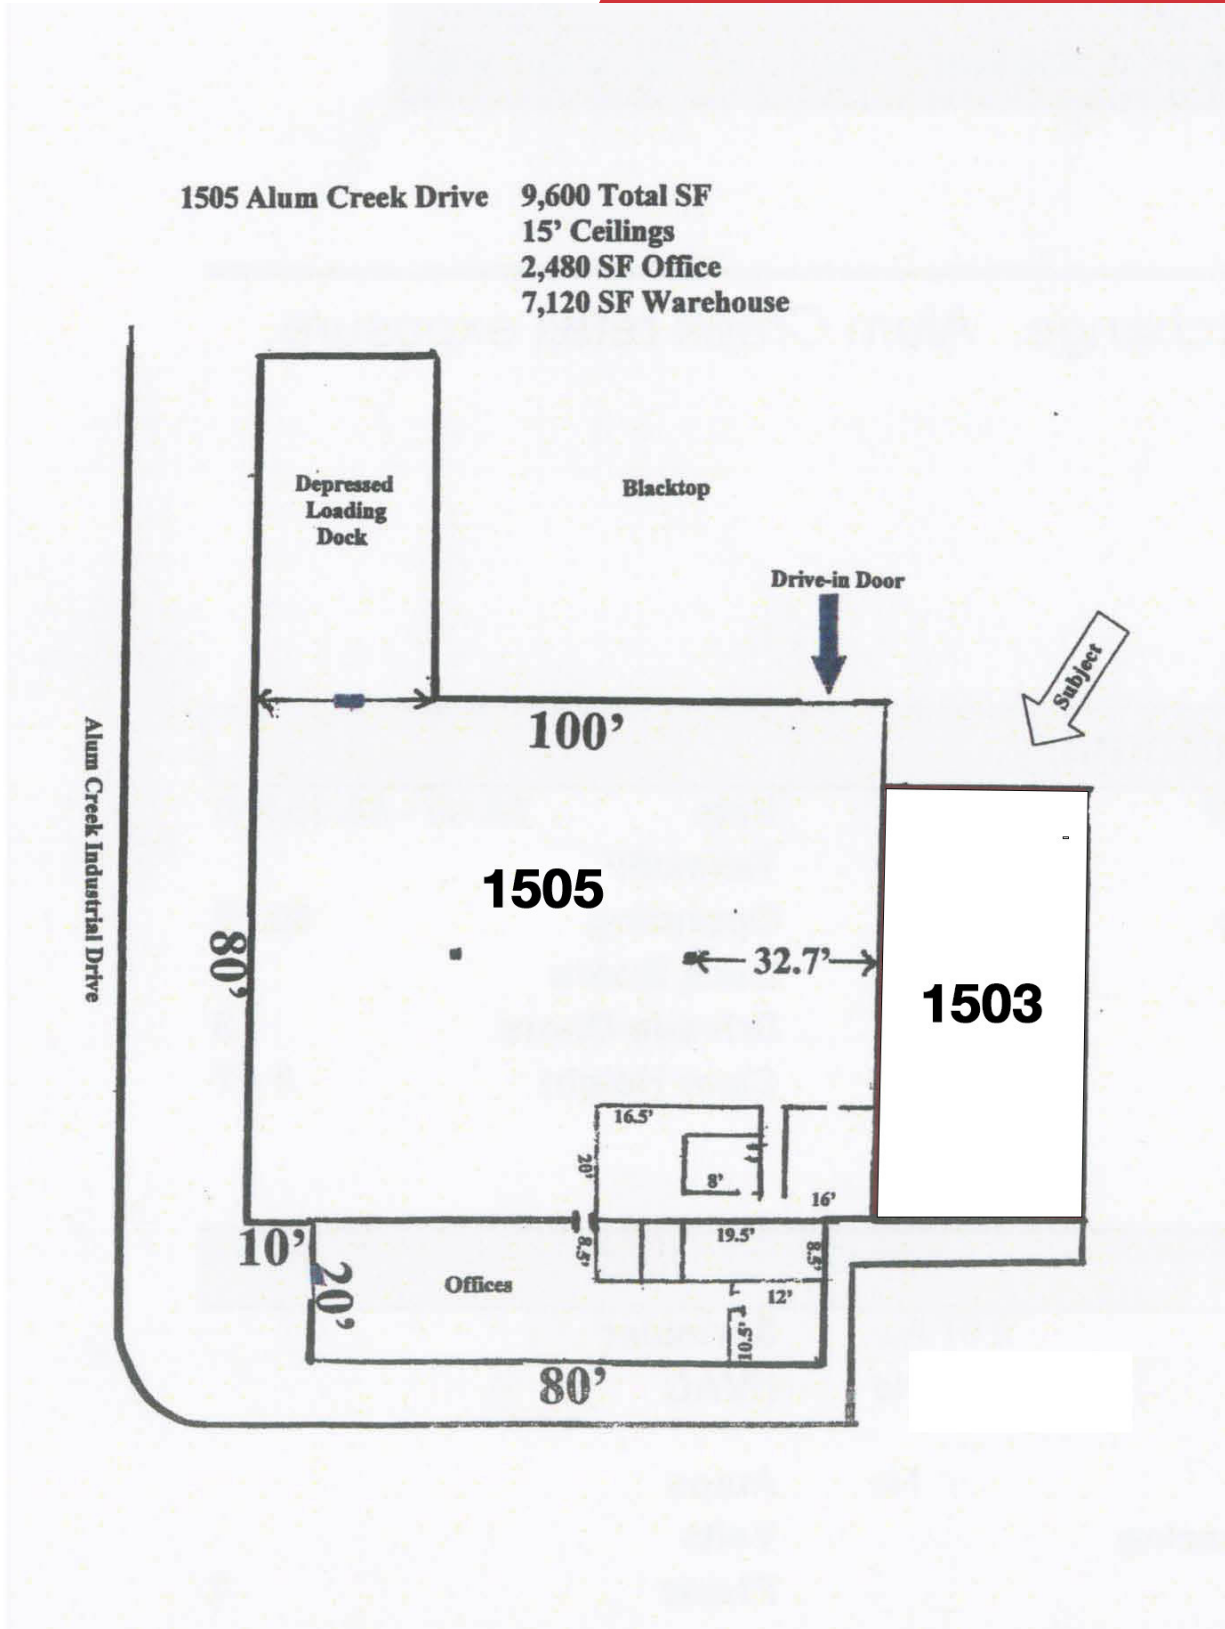 1505 Alum Creek Drive 9,600 Total SF
15’ Ceilings
2,480 SF Office
7,120 SF Warehouse
Depressed
Loading
Dock
Blacktop
Drive-in Door
Subject
100’
Alum Creek Industrial Drive
1505
80’
32.7’
1503
16.5’
20’
8’
16’
10’
8.5’
19.5’
8.5’
20’
Offices
12’
10.5’
80’